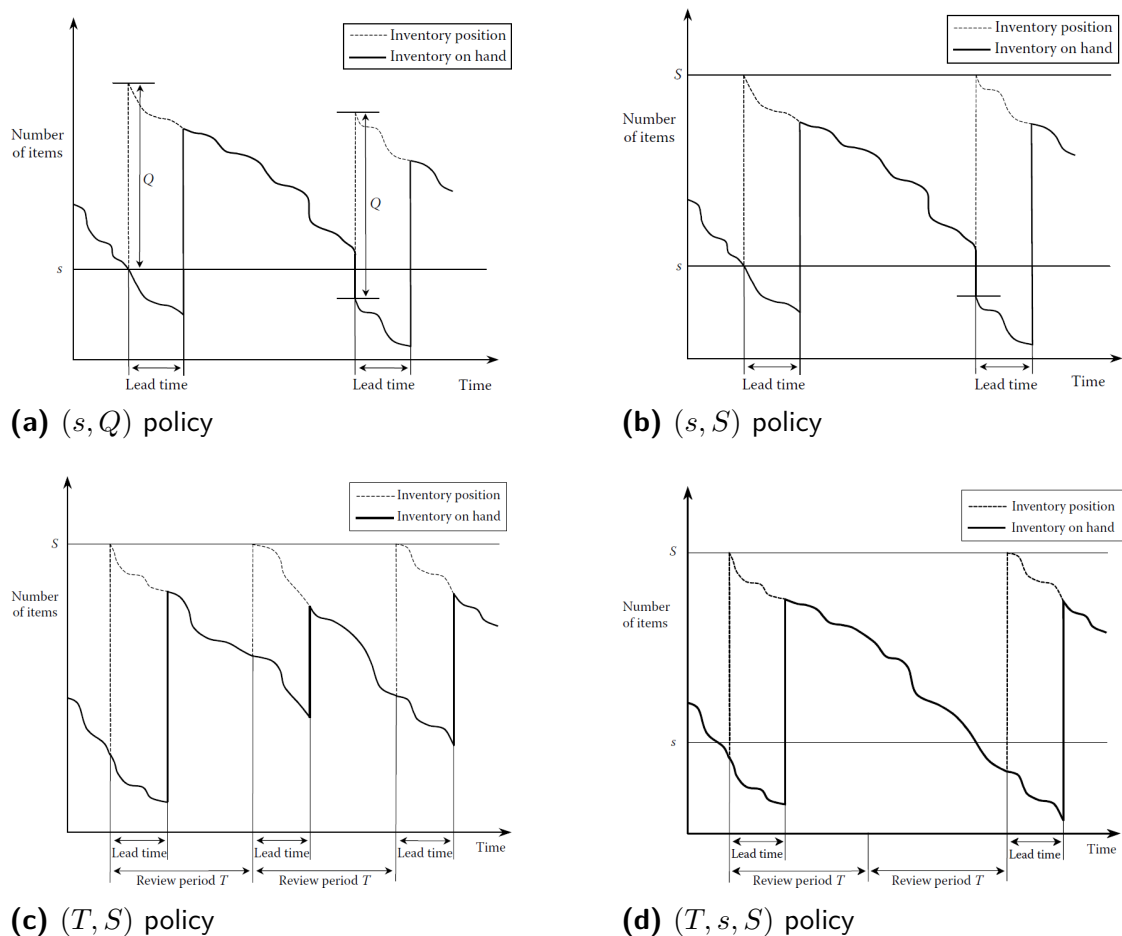 Inventory position
Inventory on hand
Number
of items
Q
Q
s
Lead time
Lead time
Time
(a) (s, Q) policy
Inventory position
Inventory on hand
S
Number
of items
s
Lead time
Lead time
Time
(b) (s, S) policy
Inventory position
Inventory on hand
S
Number
of items
Lead time
Lead time
Lead time
Time
Review period T
Review period T
(c) (T, S) policy
Inventory position
Inventory on hand
S
Number
of items
s
Lead time
Lead time
Time
Review period T
Review period T
(d) (T, s, S) policy